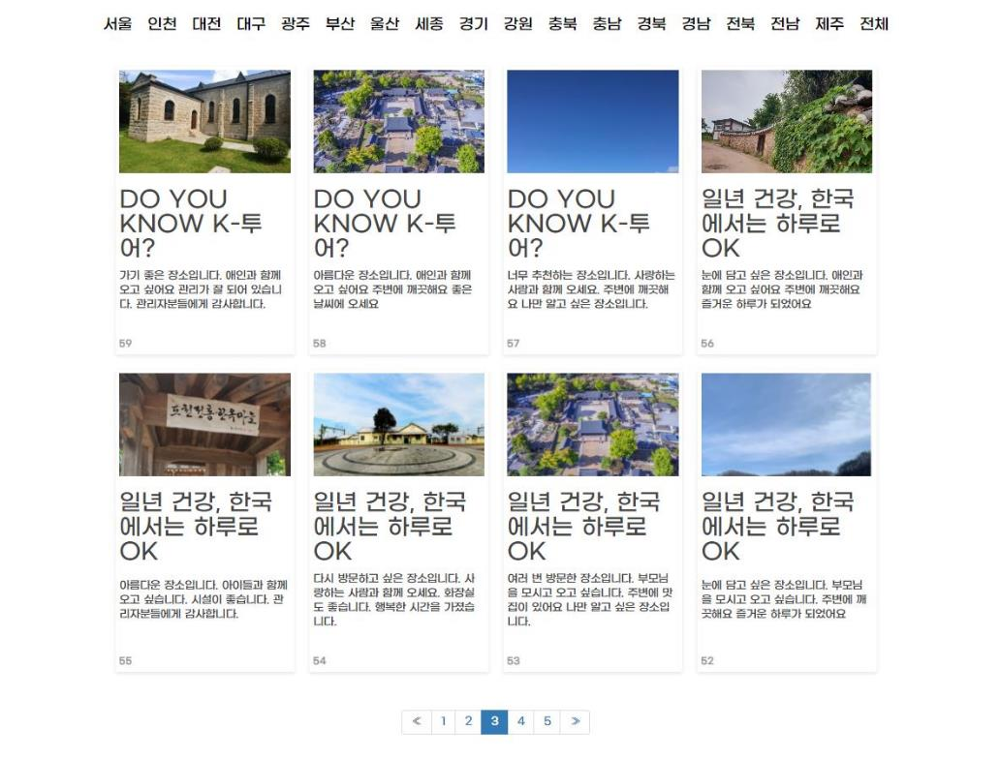 서울 인천 대전 대구 광주 부산 울산 세종 경기 강원 충북 충남 경북 경남 전북 전남 제주 전체
DO YOU
KNOW K-투
어?
가기 좋은 장소입니다. 애인과 함께
오고 싶어요 관리가 잘 되어 있습니
다. 관리자분들에게 감사합니다.
59
DO YOU
KNOW K-투
어?
아름다운 장소입니다. 애인과 함께
오고 싶어요 주변에 깨끗해요 좋은
날씨에 오세요
58
DO YOU
KNOW K-투
어?
너무 추천하는 장소입니다. 사랑하는
사람과 함께 오세요. 주변에 깨끗해
요 나만 알고 싶은 장소입니다.
57
일년 건강, 한국
에서는 하루로
OK
눈에 담고 싶은 장소입니다. 애인과
함께 오고 싶어요 주변에 깨끗해요
즐거운 하루가 되었어요
56
일년 건강, 한국
에서는 하루로
OK
아름다운 장소입니다. 아이들과 함께
오고 싶습니다. 시설이 좋습니다. 관
리자분들에게 감사합니다.
55
일년 건강, 한국
에서는 하루로
OK
다시 방문하고 싶은 장소입니다. 사
랑하는 사람과 함께 오세요. 화장실
도 좋습니다. 행복한 시간을 가졌습
니다.
54
일년 건강, 한국
에서는 하루로
OK
여러 번 방문한 장소입니다. 부모님
을 모시고 오고 싶습니다. 주변에 맛
집이 있어요 나만 알고 싶은 장소입
니다.
53
일년 건강, 한국
에서는 하루로
OK
눈에 담고 싶은 장소입니다. 부모님
을 모시고 오고 싶습니다. 주변에 깨
끗해요 즐거운 하루가 되었어요
52
≪ 1 2 3 4 5 ≫